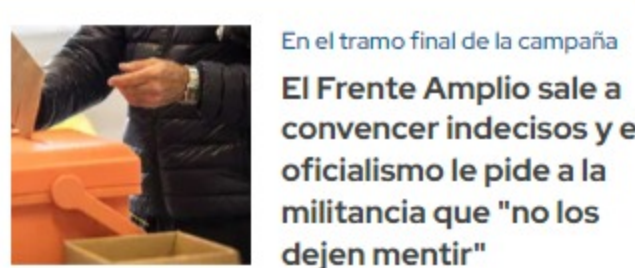 En el tramo final de la campaña
El Frente Amplio sale a
convencer indecisos y e
oficialismo le pide a la
militancia que "no los
dejen mentir"